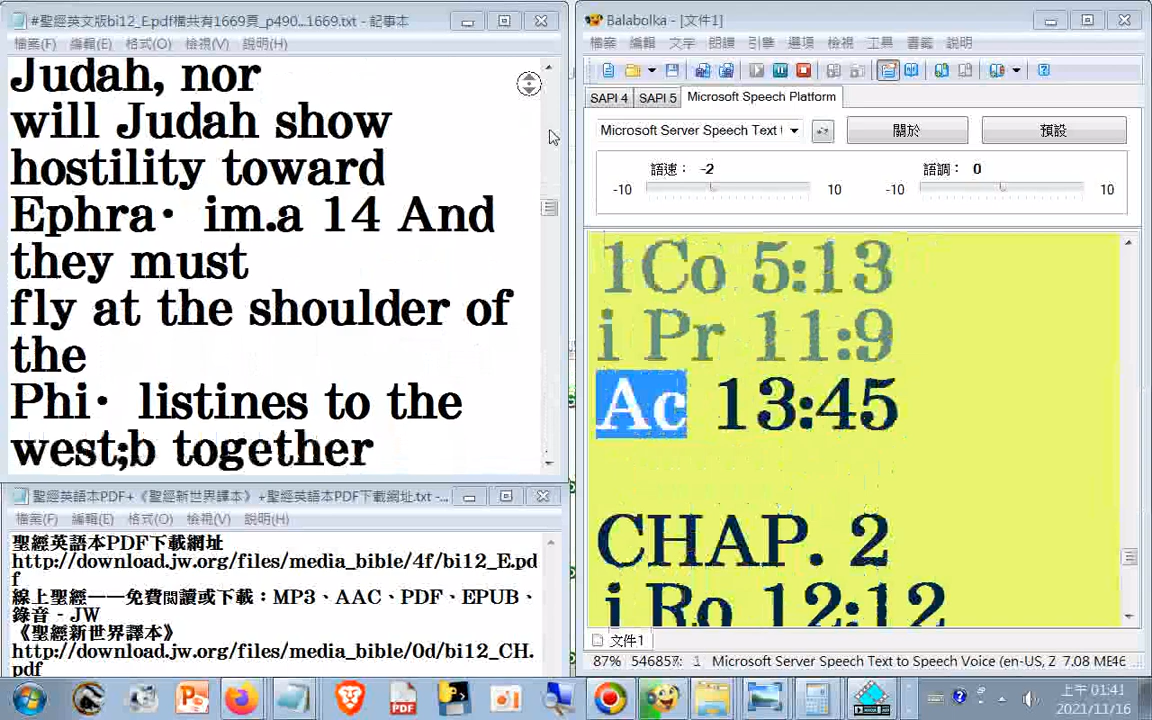 #聖經英文版bi12_E.pdf檔共有1669頁_p490...1669.txt - 記事本
檔案(F) 編輯(E) 格式(O) 檢視(V) 說明(H)
Judah, nor
will Judah show
hostility toward
Ephra· im.a 14 And
they must
fly at the shoulder of
the
Phi· listines to the
west;b together
聖經英語本PDF+《聖經新世界譯本》+聖經英語本PDF下載網址.txt -...
檔案(F) 編輯(E) 格式(O) 檢視(V) 說明(H)
聖經英語本PDF下載網址
http://download.jw.org/files/media_bible/4f/bi12_E.pd
f
線上聖經──免費閱讀或下載：MP3、AAC、PDF、EPUB、
錄音 - JW
《聖經新世界譯本》
http://download.jw.org/files/media_bible/0d/bi12_CH.
pdf
Balabolka - [文件1]
檔案 編輯 文字 朗讀 引擎 選項 檢視 工具 書籤 說明
SAPI 4 SAPI 5 Microsoft Speech Platform
Microsoft Server Speech Text 關於 預設
語速： -2 語調： 0
-10 10 -10 10
1Co 5:13
i Pr 11:9
Ac 13:45
CHAP. 2
j Ro 12:12
文件1
87% 546857: 1 Microsoft Server Speech Text to Speech Voice (en-US, Z 7.08 ME46
上午 01:41
2021/11/16